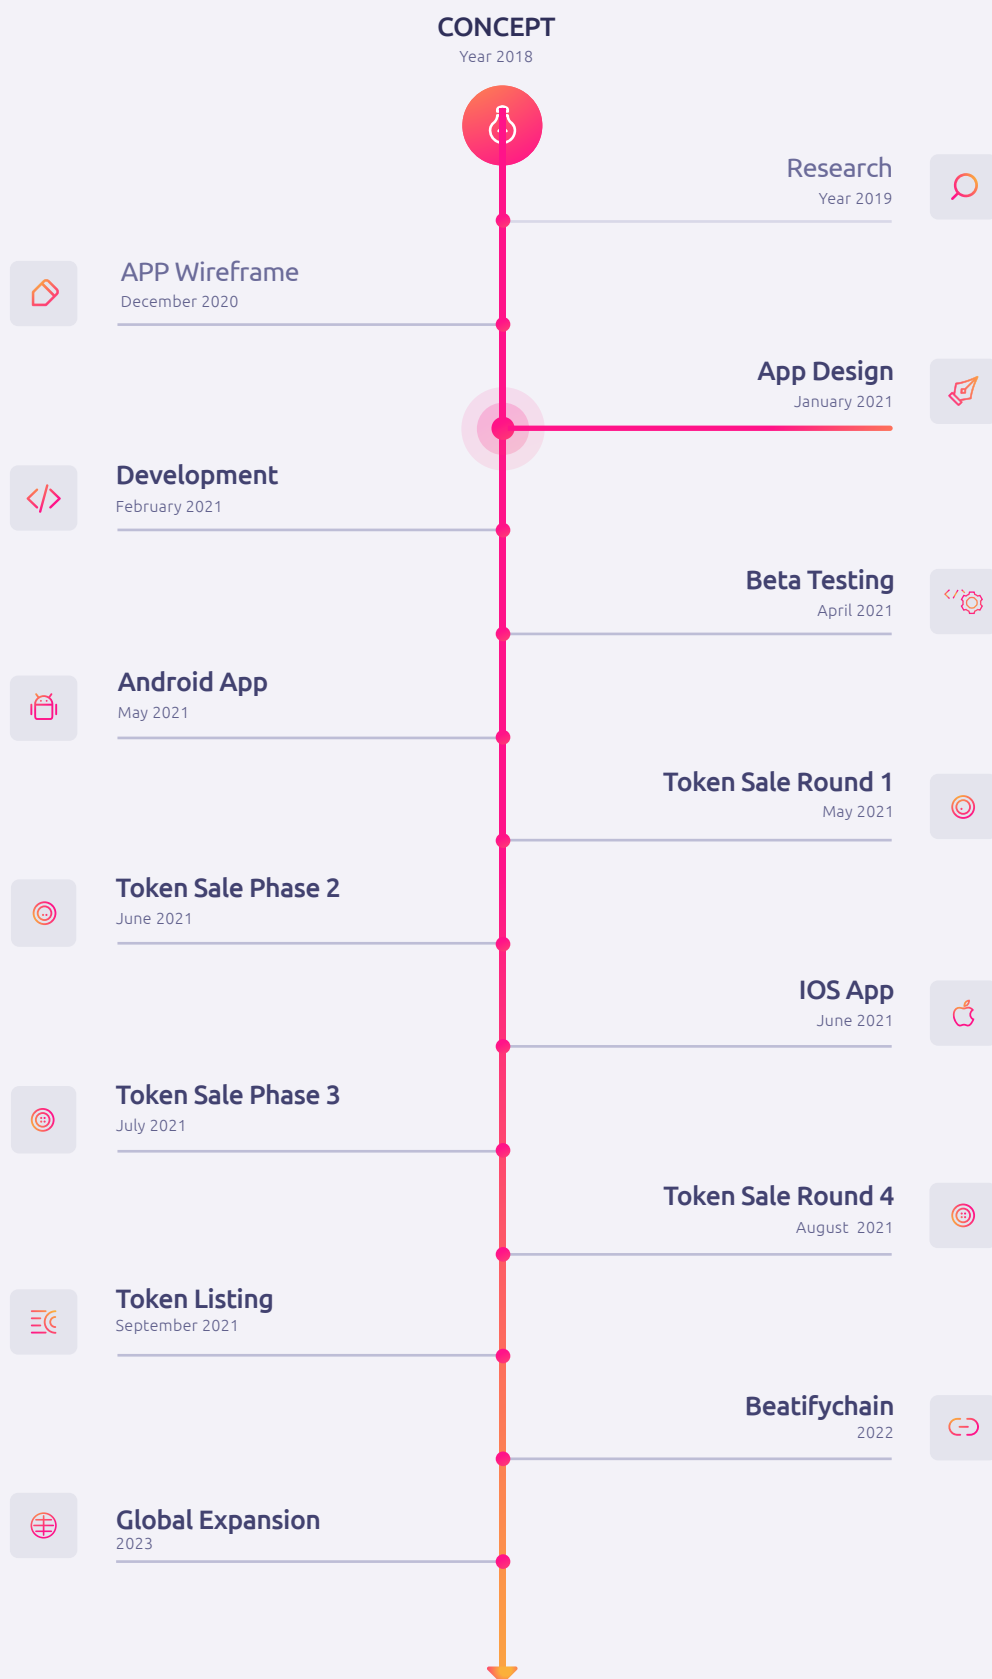 CONCEPT
Year 2018
Research
Year 2019
APP Wireframe
December 2020
App Design
January 2021
Development
February 2021
Beta Testing
April 2021
Android App
May 2021
Token Sale Round 1
May 2021
Token Sale Phase 2
June 2021
IOS App
June 2021
Token Sale Phase 3
July 2021
Token Sale Round 4
August 2021
Token Listing
September 2021
Beatifychain
2022
Global Expansion
2023